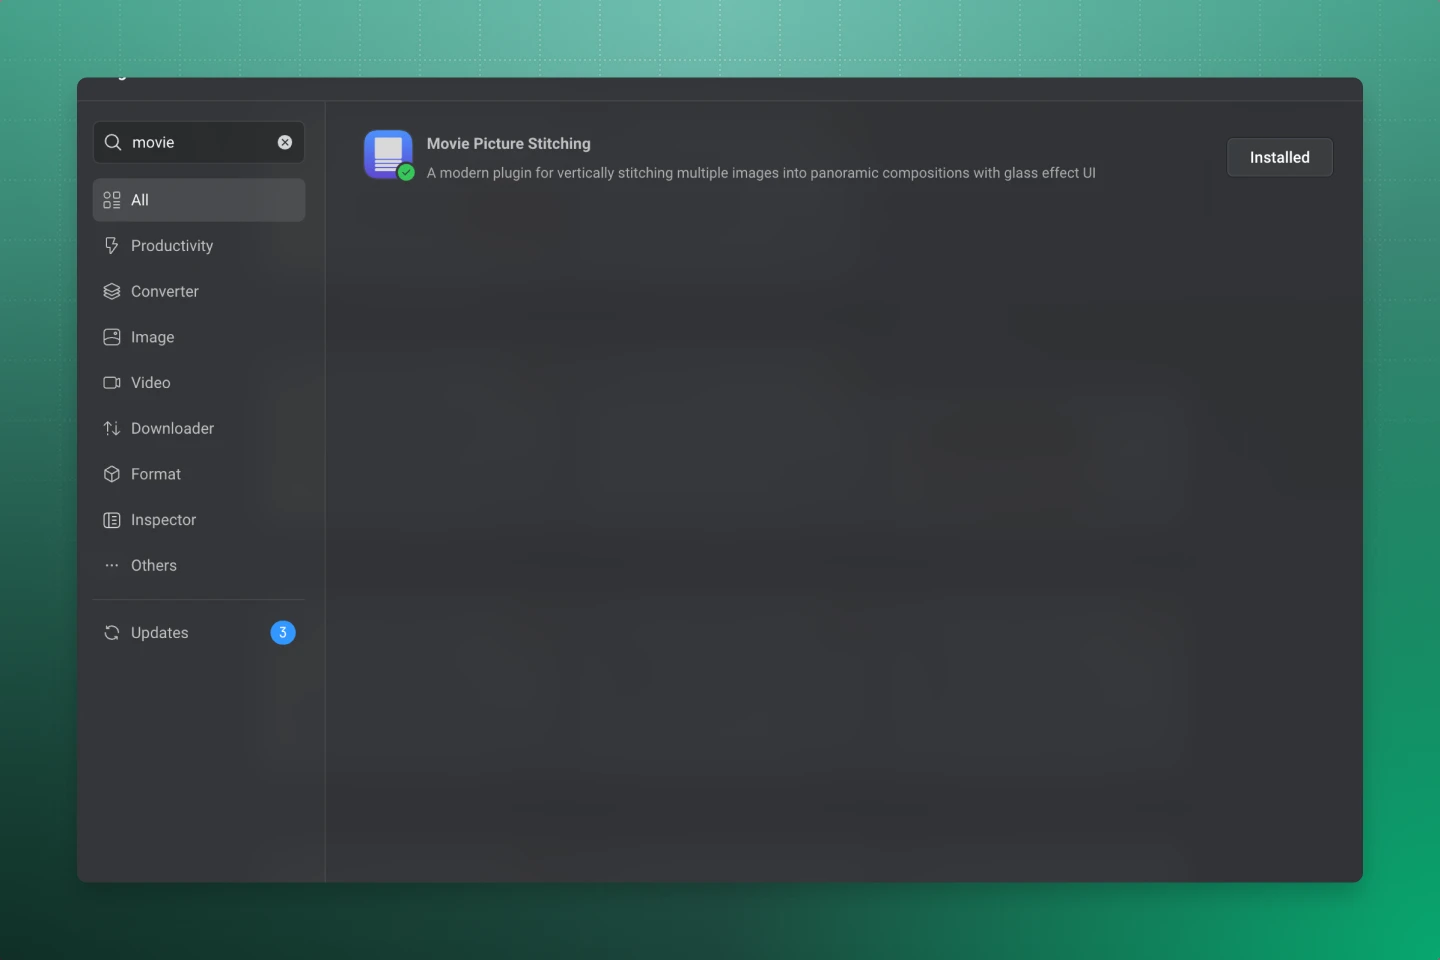 movie
All
Productivity
Converter
Image
Video
Downloader
Format
Inspector
Others
Updates
3
Movie Picture Stitching
A modern plugin for vertically stitching multiple images into panoramic compositions with glass effect UI
Installed